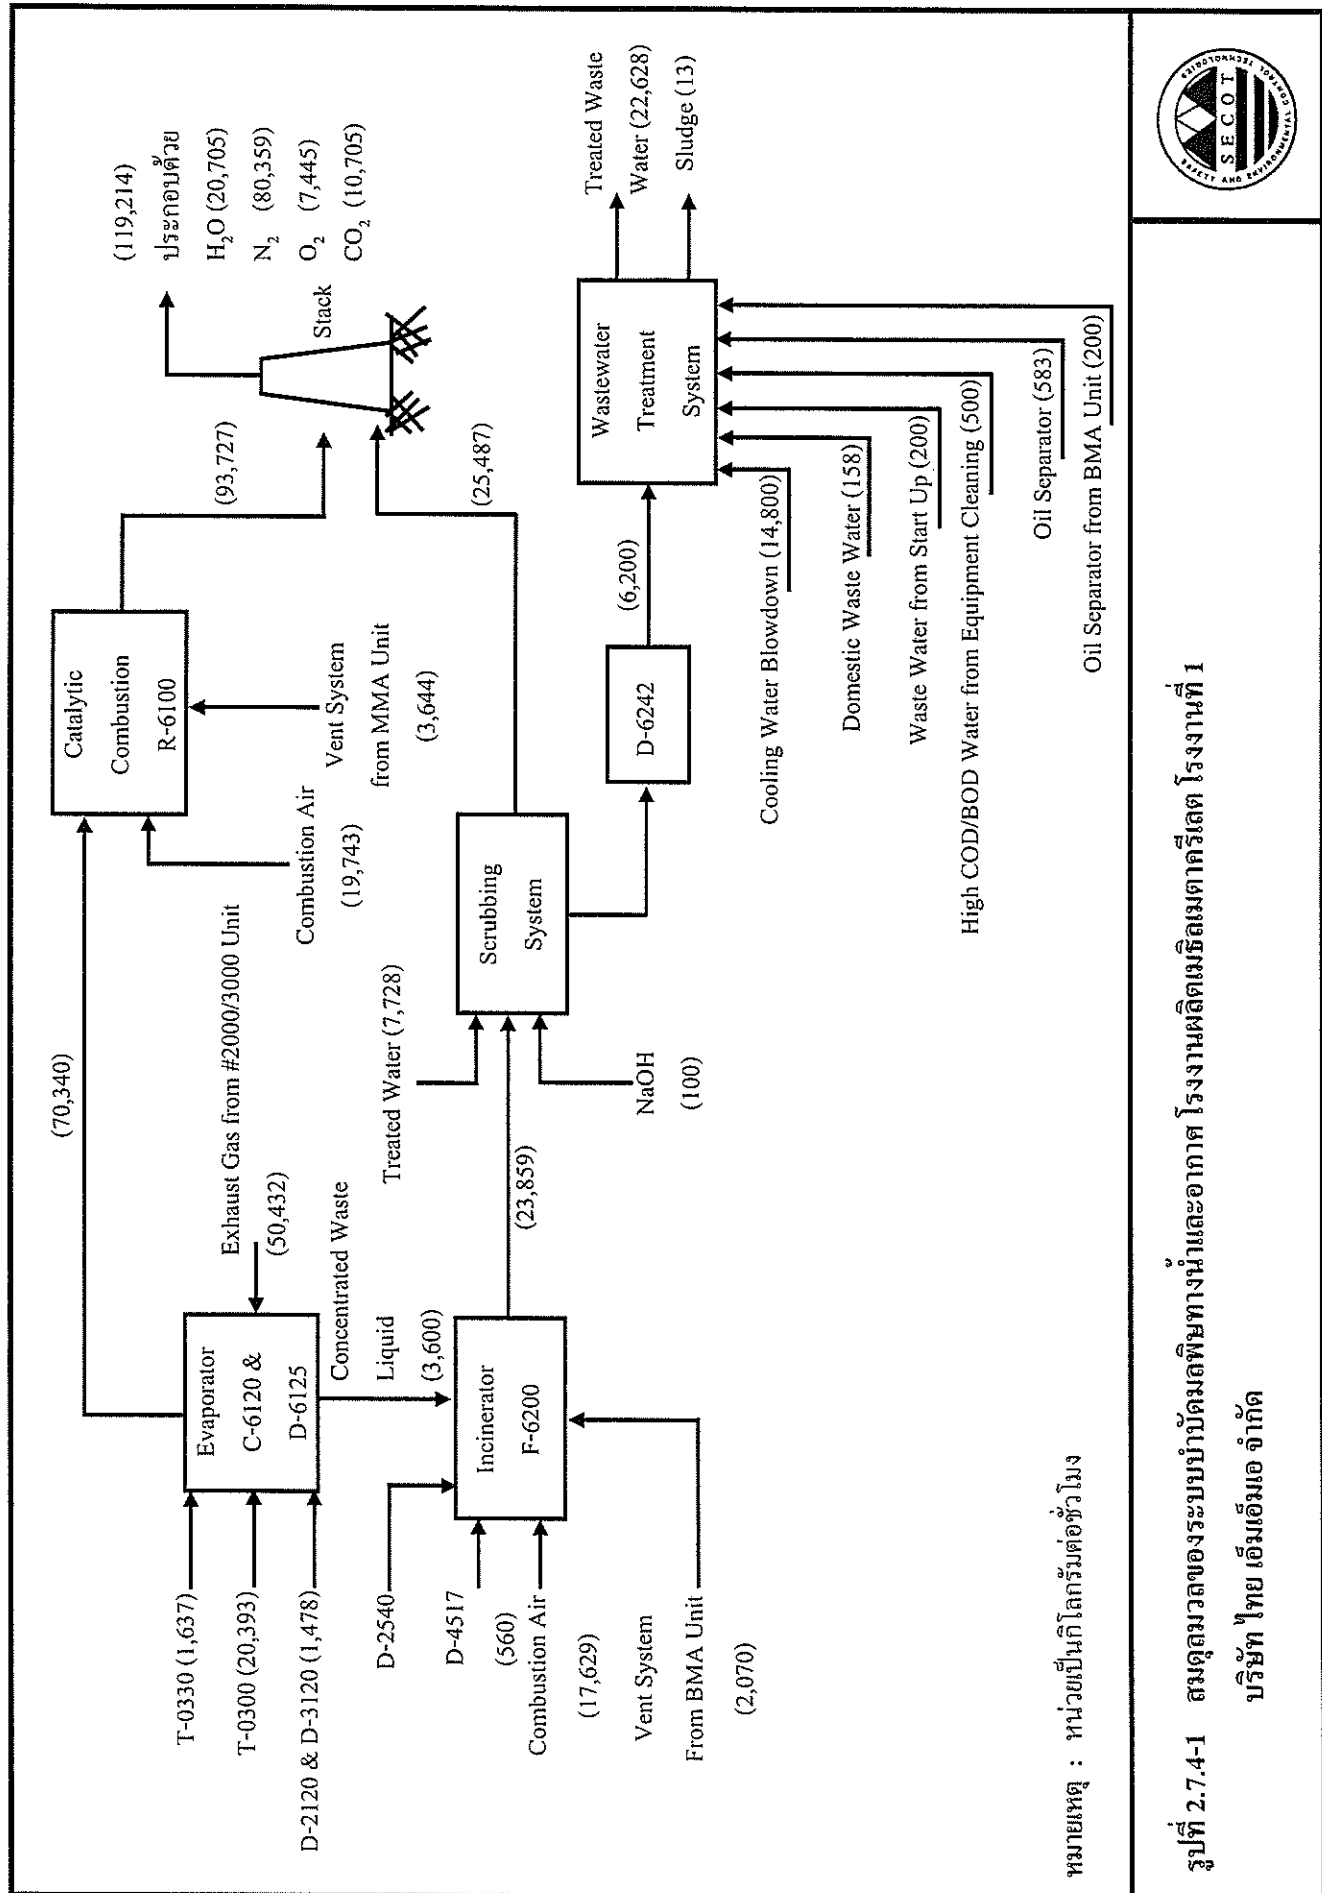 T-0330 (1,637)
T-0300 (20,393)
D-2120 & D-3120 (1,478)
Evaporator
C-6120 &
D-6125
Exhaust Gas from #2000/3000 Unit
(50,432)
(70,340)
Concentrated Waste
Liquid
(3,600)
D-2540
D-4517
(560)
Combustion Air
(17,629)
Vent System
From BMA Unit
(2,070)
Incinerator
F-6200
(23,859)
Treated Water (7,728)
NaOH
(100)
Scrubbing
System
Combustion Air
(19,743)
Vent System
from MMA Unit
(3,644)
Catalytic
Combustion
R-6100
(93,727)
(25,487)
Stack
(119,214)
ประกอบด้วย
H₂O (20,705)
N₂ (80,359)
O₂ (7,445)
CO₂ (10,705)
D-6242
(6,200)
Wastewater
Treatment
System
Treated Waste
Water (22,628)
Sludge (13)
Cooling Water Blowdown (14,800)
Domestic Waste Water (158)
Waste Water from Start Up (200)
High COD/BOD Water from Equipment Cleaning (500)
Oil Separator (583)
Oil Separator from BMA Unit (200)
หมายเหตุ : หน่วยเป็นกิโลกรัมต่อชั่วโมง
รูปที่ 2.7.4-1 สมดุลมวลของระบบบำบัดมลพิษทางน้ำและอากาศ โรงงานผลิตเมธิลเมตาคริเลต โรงงานที่ 1
บริษัท ไทย เอ็มเอ็มเอ จำกัด
SECOT
SAFETY AND ENVIRONMENTAL CONTROL TECHNOLOGIES